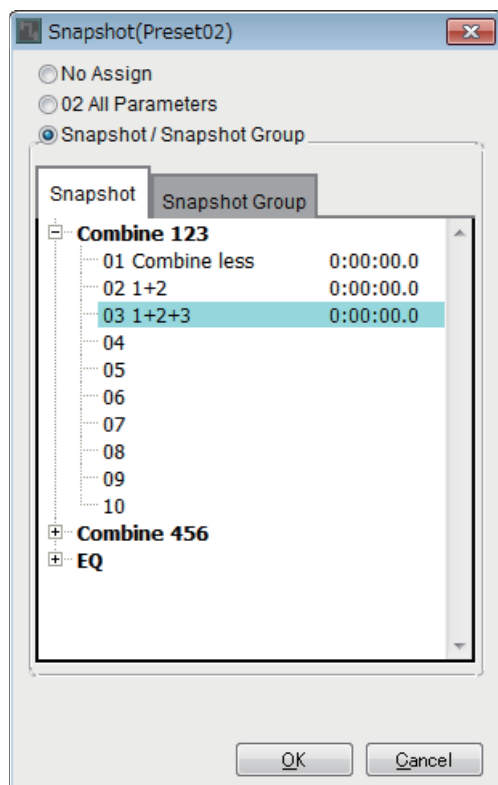 Snapshot(Preset02)
No Assign
02 All Parameters
Snapshot / Snapshot Group
Snapshot Snapshot Group
Combine 123
01 Combine less 0:00:00.0
02 1+2 0:00:00.0
03 1+2+3 0:00:00.0
04
05
06
07
08
09
10
Combine 456
EQ
OK Cancel